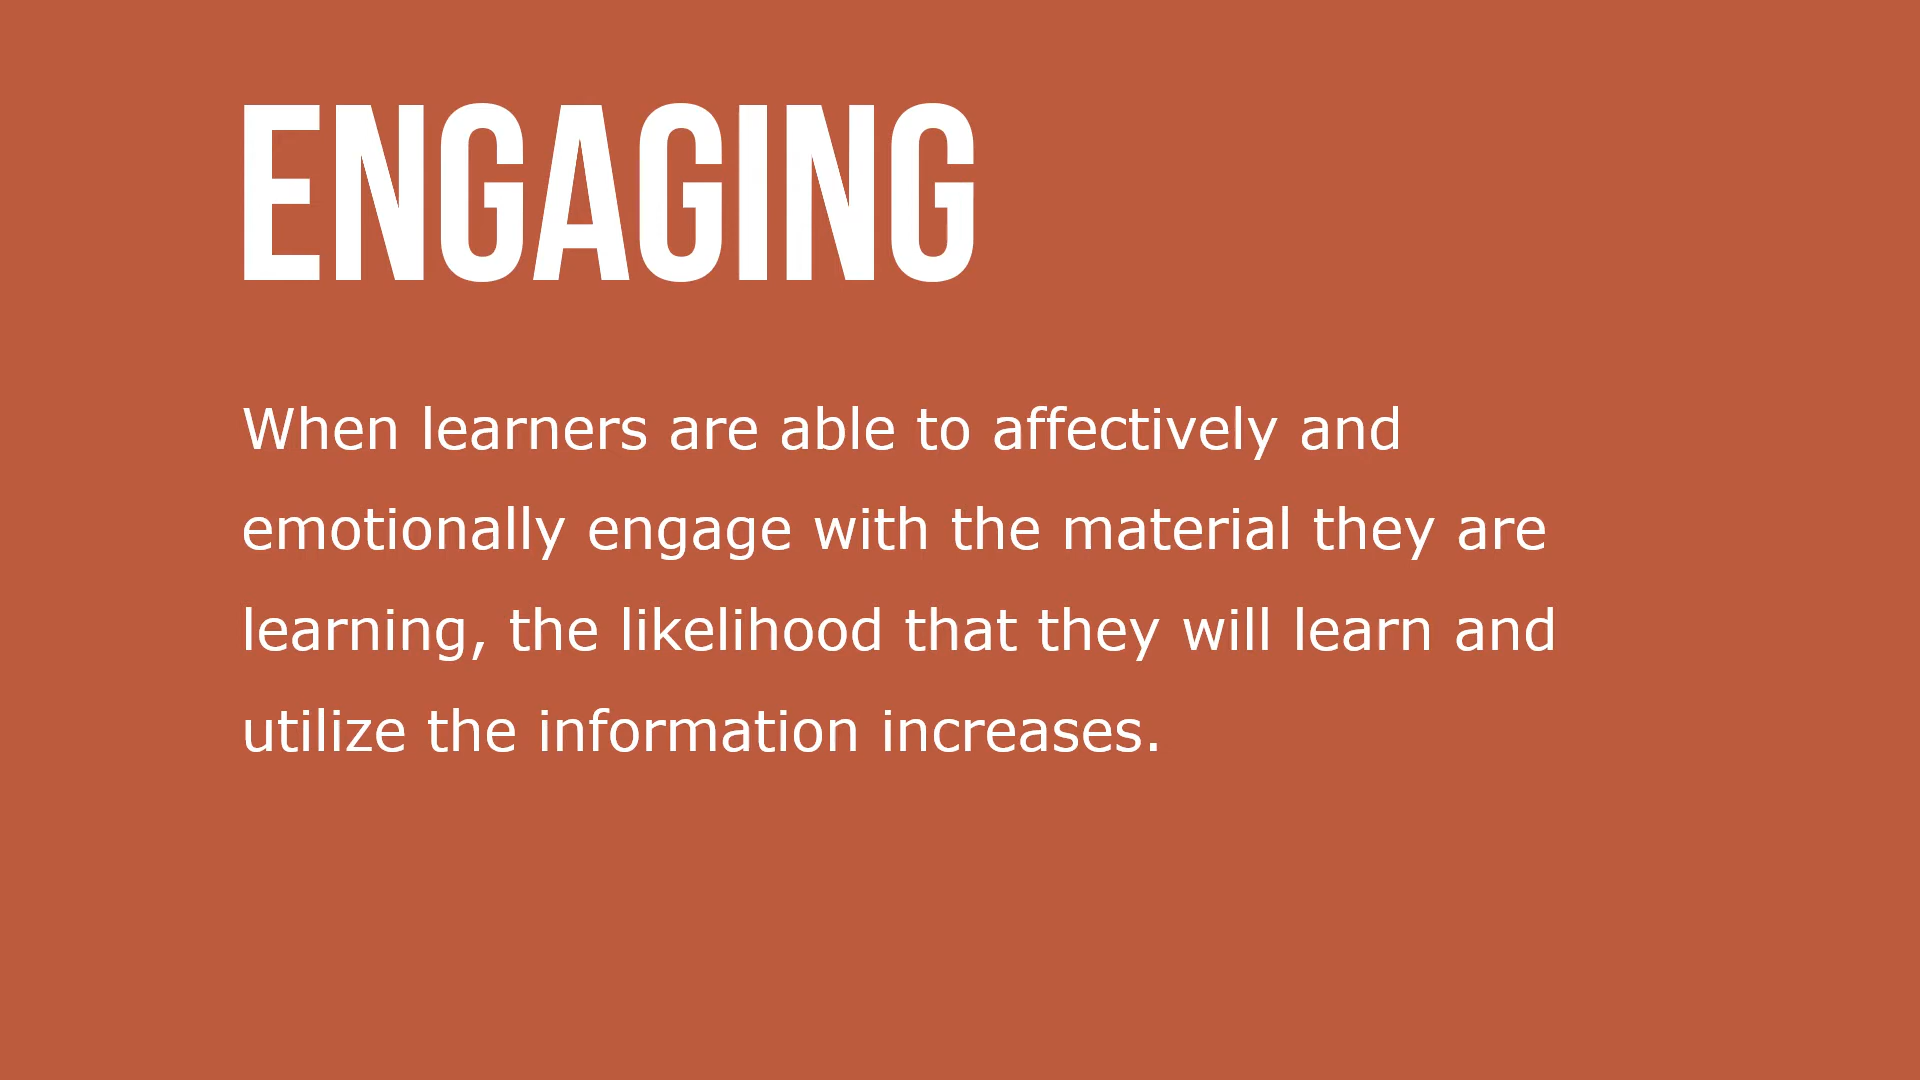 ENGAGING
When learners are able to affectively and
emotionally engage with the material they are
learning, the likelihood that they will learn and
utilize the information increases.